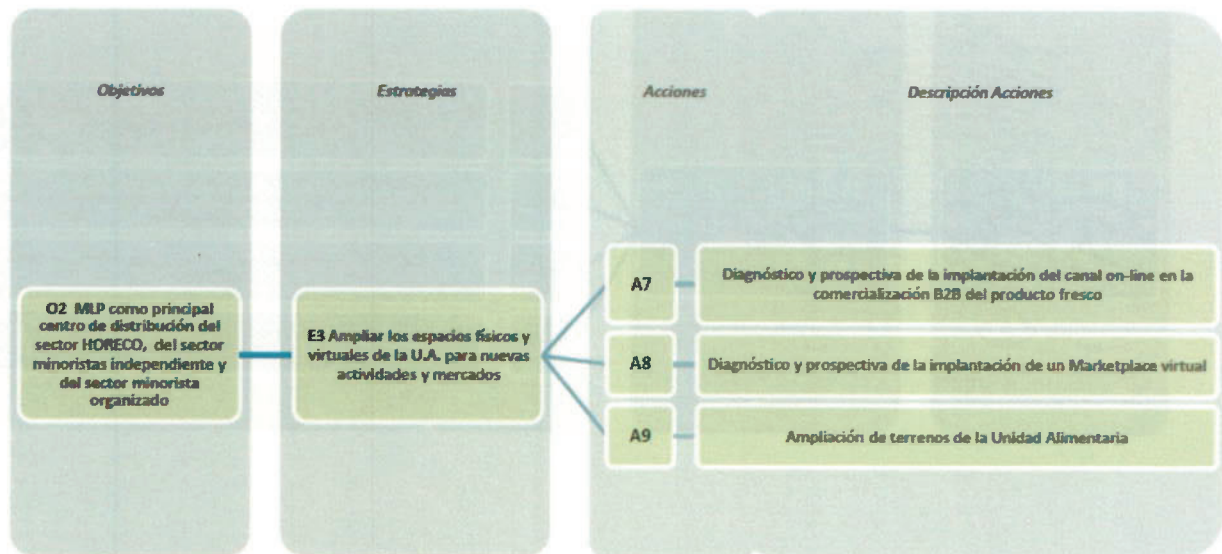 Objetivos
Estrategias
Acciones
Descripción Acciones
O2 MLP como principal
centro de distribución del
sector HORECO, del sector
minoristas independiente y
del sector minorista
organizado
E3 Ampliar los espacios físicos y
virtuales de la U.A. para nuevas
actividades y mercados
A7
Diagnóstico y prospectiva de la implantación del canal on-line en la
comercialización B2B del producto fresco
A8
Diagnóstico y prospectiva de la implantación de un Marketplace virtual
A9
Ampliación de terrenos de la Unidad Alimentaria